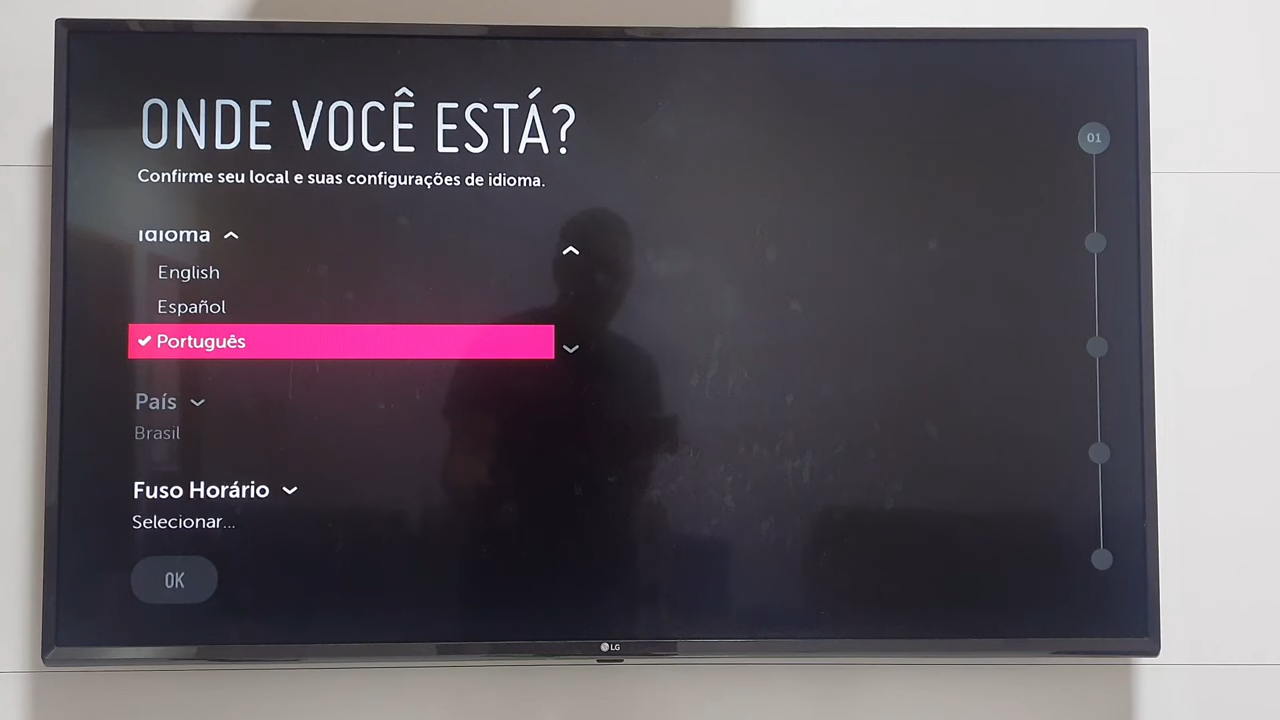 ONDE VOCÊ ESTÁ?
Confirme seu local e suas configurações de idioma.
01
Idioma
English
Español
Português
País
Brasil
Fuso Horário
Selecionar...
OK
LG